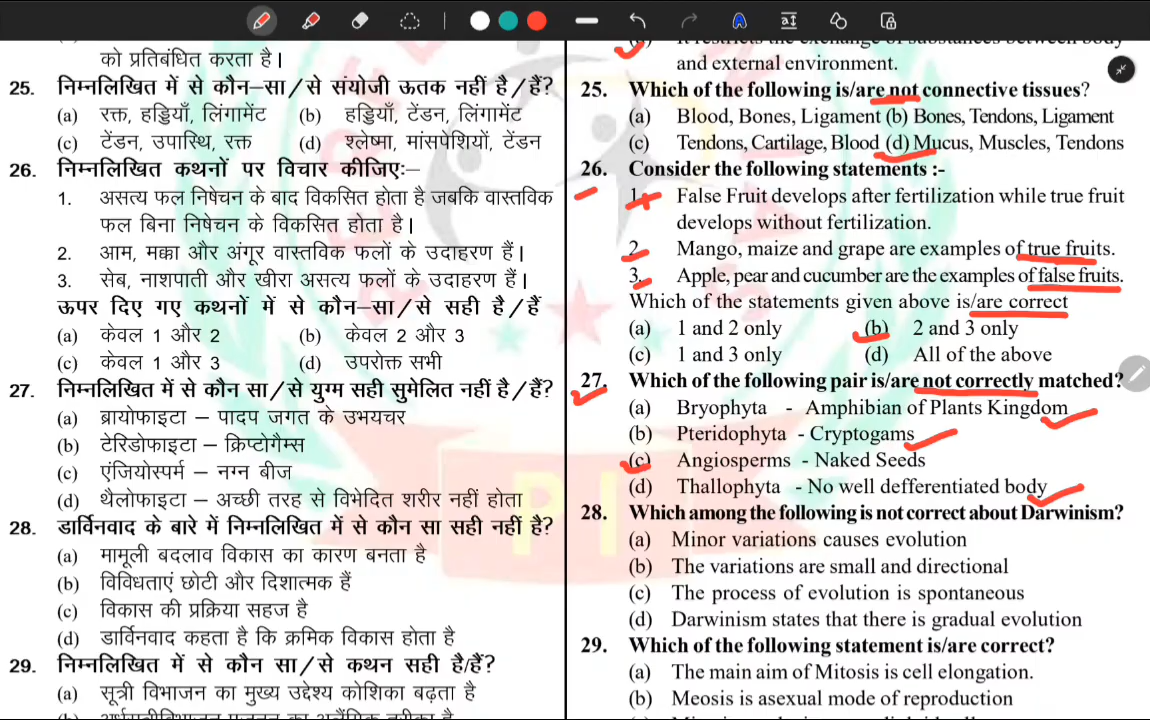 को प्रतिबंधित करता है।
25. निम्नलिखित में से कौन–सा/से संयोजी ऊतक नहीं है/हैं?
(a) रक्त, हड्डियाँ, लिंगामेंट (b) हड्डियाँ, टेंडन, लिंगामेंट
(c) टेंडन, उपास्थि, रक्त (d) श्लेष्मा, मांसपेशियों, टेंडन
26. निम्नलिखित कथनों पर विचार कीजिएः–
1. असत्य फल निषेचन के बाद विकसित होता है जबकि वास्तविक
फल बिना निषेचन के विकसित होता है।
2. आम, मक्का और अंगूर वास्तविक फलों के उदाहरण हैं।
3. सेब, नाशपाती और खीरा असत्य फलों के उदाहरण हैं।
ऊपर दिए गए कथनों में से कौन–सा/से सही है/हैं
(a) केवल 1 और 2 (b) केवल 2 और 3
(c) केवल 1 और 3 (d) उपरोक्त सभी
27. निम्नलिखित में से कौन सा/से युग्म सही सुमेलित नहीं है/हैं?
(a) ब्रायोफाइटा – पादप जगत के उभयचर
(b) टेरिडोफाइटा – क्रिप्टोगैम्स
(c) एंजियोस्पर्म – नग्न बीज
(d) थैलोफाइटा – अच्छी तरह से विभेदित शरीर नहीं होता
28. डार्विनवाद के बारे में निम्नलिखित में से कौन सा सही नहीं है?
(a) मामूली बदलाव विकास का कारण बनता है
(b) विविधताएं छोटी और दिशात्मक हैं
(c) विकास की प्रक्रिया सहज है
(d) डार्विनवाद कहता है कि क्रमिक विकास होता है
29. निम्नलिखित में से कौन सा/से कथन सही है/हैं?
(a) सूत्री विभाजन का मुख्य उद्देश्य कोशिका बढ़ता है
It restricts the exchange of substances between body
and external environment.
25. Which of the following is/are not connective tissues?
(a) Blood, Bones, Ligament (b) Bones, Tendons, Ligament
(c) Tendons, Cartilage, Blood (d) Mucus, Muscles, Tendons
26. Consider the following statements :-
1. False Fruit develops after fertilization while true fruit
develops without fertilization.
2. Mango, maize and grape are examples of true fruits.
3. Apple, pear and cucumber are the examples of false fruits.
Which of the statements given above is/are correct
(a) 1 and 2 only (b) 2 and 3 only
(c) 1 and 3 only (d) All of the above
27. Which of the following pair is/are not correctly matched?
(a) Bryophyta - Amphibian of Plants Kingdom
(b) Pteridophyta - Cryptogams
(c) Angiosperms - Naked Seeds
(d) Thallophyta - No well defferentiated body
28. Which among the following is not correct about Darwinism?
(a) Minor variations causes evolution
(b) The variations are small and directional
(c) The process of evolution is spontaneous
(d) Darwinism states that there is gradual evolution
29. Which of the following statement is/are correct?
(a) The main aim of Mitosis is cell elongation.
(b) Meosis is asexual mode of reproduction